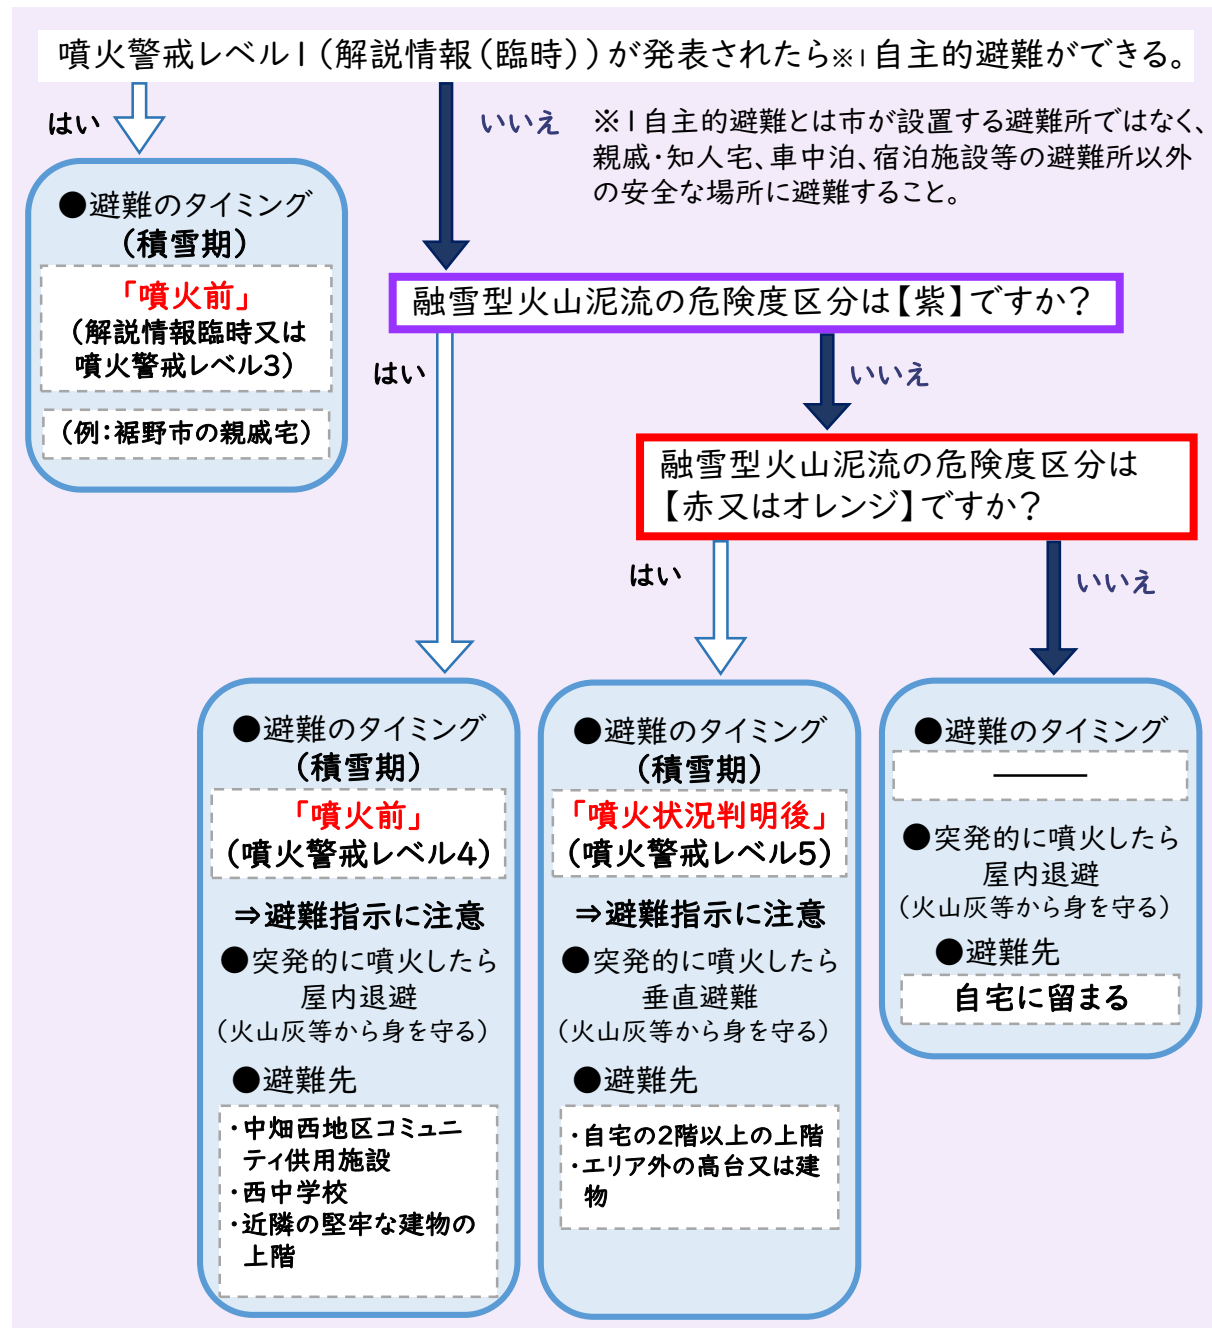 噴火警戒レベル1（解説情報（臨時））が発表されたら※1自主的避難ができる。
はい
いいえ
※1自主的避難とは市が設置する避難所ではなく、
親戚・知人宅、車中泊、宿泊施設等の避難所以外
の安全な場所に避難すること。
●避難のタイミング
（積雪期）
「噴火前」
（解説情報臨時又は
噴火警戒レベル3）
（例：裾野市の親戚宅）
融雪型火山泥流の危険度区分は【紫】ですか？
はい
いいえ
融雪型火山泥流の危険度区分は
【赤又はオレンジ】ですか？
はい
いいえ
●避難のタイミング
（積雪期）
「噴火前」
（噴火警戒レベル4）
⇒避難指示に注意
●突発的に噴火したら
屋内退避
（火山灰等から身を守る）
●避難先
・中畑西地区コミュニ
ティ供用施設
・西中学校
・近隣の堅牢な建物の
上階
●避難のタイミング
（積雪期）
「噴火状況判明後」
（噴火警戒レベル5）
⇒避難指示に注意
●突発的に噴火したら
垂直避難
（火山灰等から身を守る）
●避難先
・自宅の2階以上の上階
・エリア外の高台又は建
物
●避難のタイミング
―――
●突発的に噴火したら
屋内退避
（火山灰等から身を守る）
●避難先
自宅に留まる